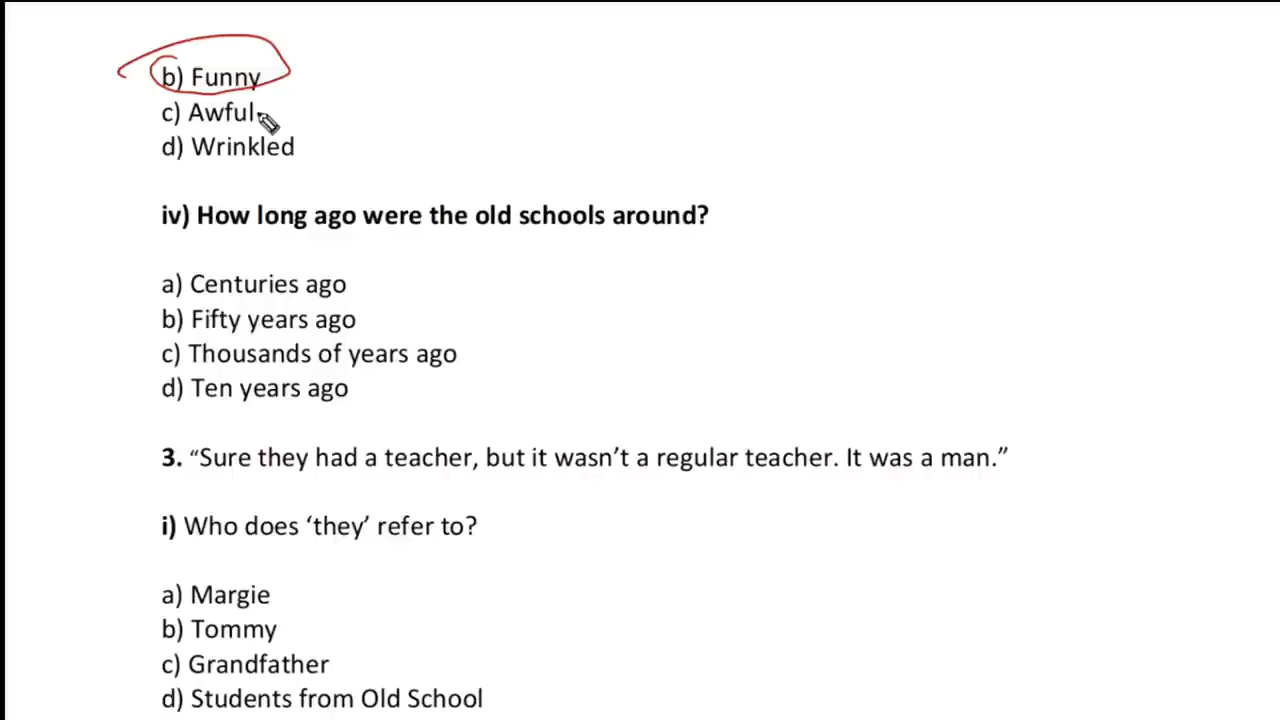 b) Funny
c) Awful
d) Wrinkled
iv) How long ago were the old schools around?
a) Centuries ago
b) Fifty years ago
c) Thousands of years ago
d) Ten years ago
3. “Sure they had a teacher, but it wasn’t a regular teacher. It was a man.”
i) Who does ‘they’ refer to?
a) Margie
b) Tommy
c) Grandfather
d) Students from Old School